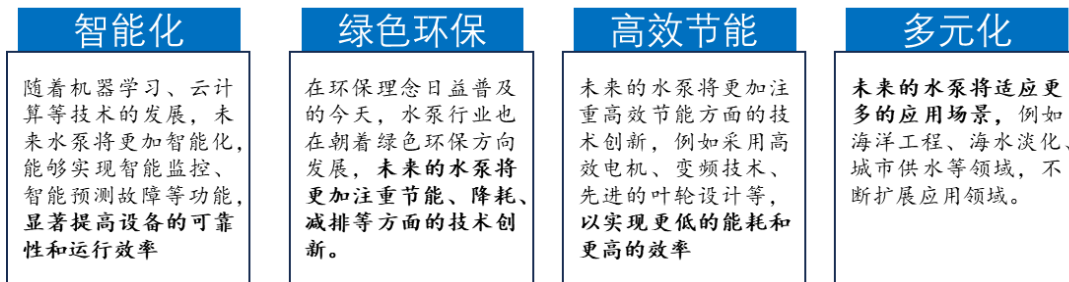 智能化
随着机器学习、云计
算等技术的发展，未
来水泵将更加智能化，
能够实现智能监控、
智能预测故障等功能，
显著提高设备的可靠
性和运行效率
绿色环保
在环保理念日益普及
的今天，水泵行业也
在朝着绿色环保方向
发展，未来的水泵将
更加注重节能、降耗、
减排等方面的技术创
新。
高效节能
未来的水泵将更加注
重高效节能方面的技
术创新，例如采用高
效电机、变频技术、
先进的叶轮设计等，
以实现更低的能耗和
更高的效率
多元化
未来的水泵将适应更
多的应用场景，例如
海洋工程、海水淡化、
城市供水等领域，不
断扩展应用领域。